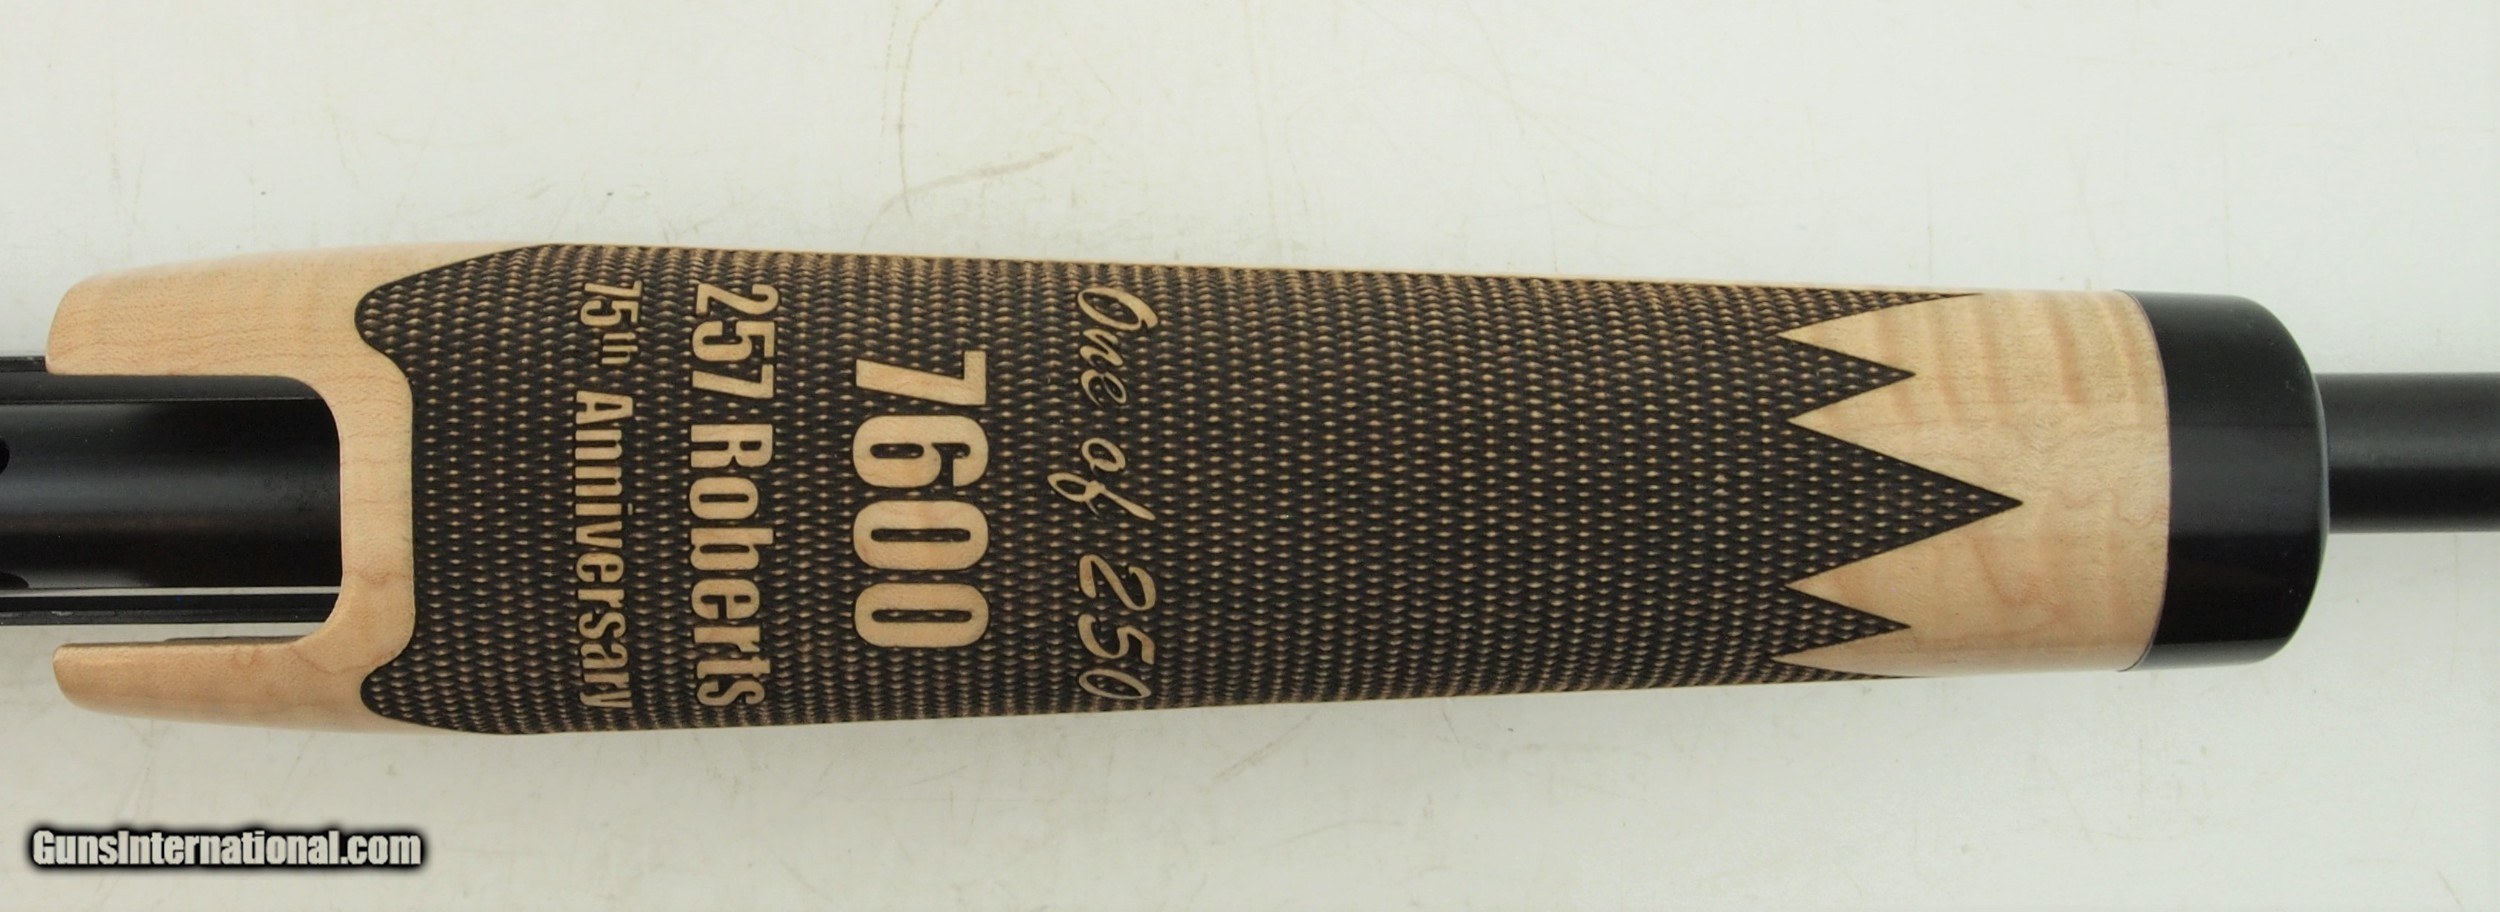 One of 250
7600
257 Roberts
75th Anniversary
GunsInternational.com